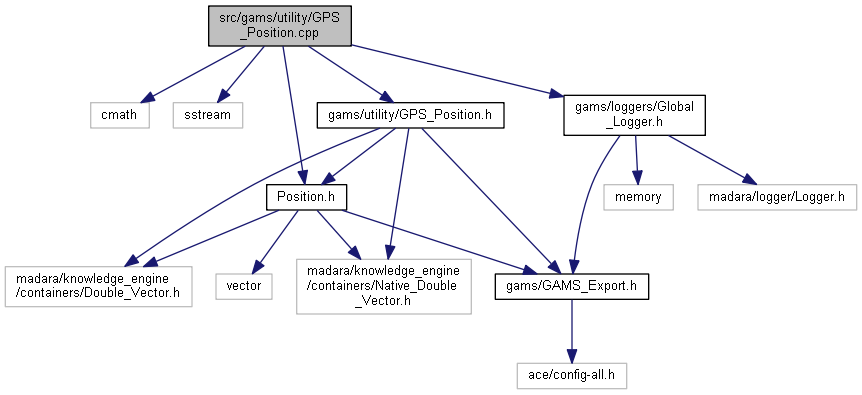 src/gams/utility/GPS
_Position.cpp
cmath
sstream
gams/utility/GPS_Position.h
gams/loggers/Global
_Logger.h
Position.h
memory
madara/logger/Logger.h
madara/knowledge_engine
/containers/Double_Vector.h
vector
madara/knowledge_engine
/containers/Native_Double
_Vector.h
gams/GAMS_Export.h
ace/config-all.h